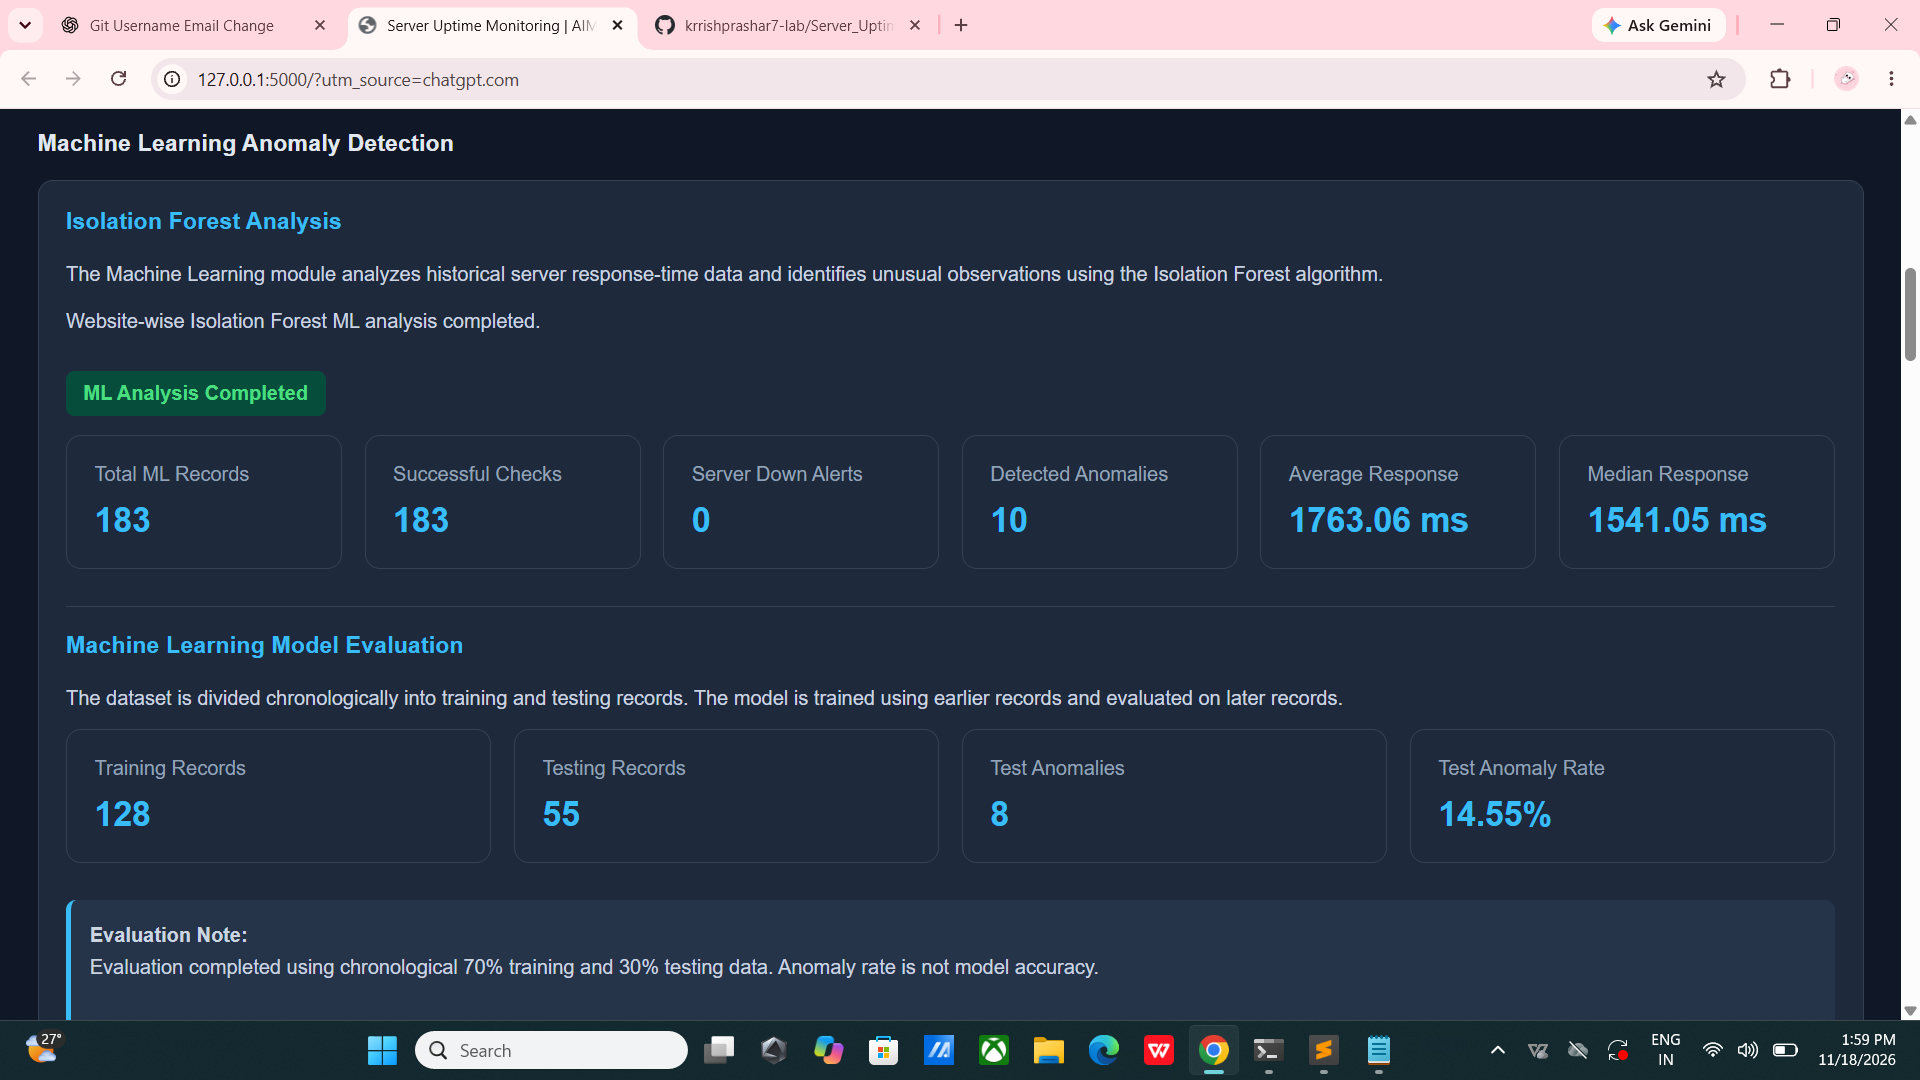 Git Username Email Change
Server Uptime Monitoring | AIM
krrishprashar7-lab/Server_Uptin
Ask Gemini
127.0.0.1:5000/?utm_source=chatgpt.com
Machine Learning Anomaly Detection
Isolation Forest Analysis
The Machine Learning module analyzes historical server response-time data and identifies unusual observations using the Isolation Forest algorithm.
Website-wise Isolation Forest ML analysis completed.
ML Analysis Completed
Total ML Records
183
Successful Checks
183
Server Down Alerts
0
Detected Anomalies
10
Average Response
1763.06 ms
Median Response
1541.05 ms
Machine Learning Model Evaluation
The dataset is divided chronologically into training and testing records. The model is trained using earlier records and evaluated on later records.
Training Records
128
Testing Records
55
Test Anomalies
8
Test Anomaly Rate
14.55%
Evaluation Note:
Evaluation completed using chronological 70% training and 30% testing data. Anomaly rate is not model accuracy.
27°
Search
ENG
IN
1:59 PM
11/18/2026